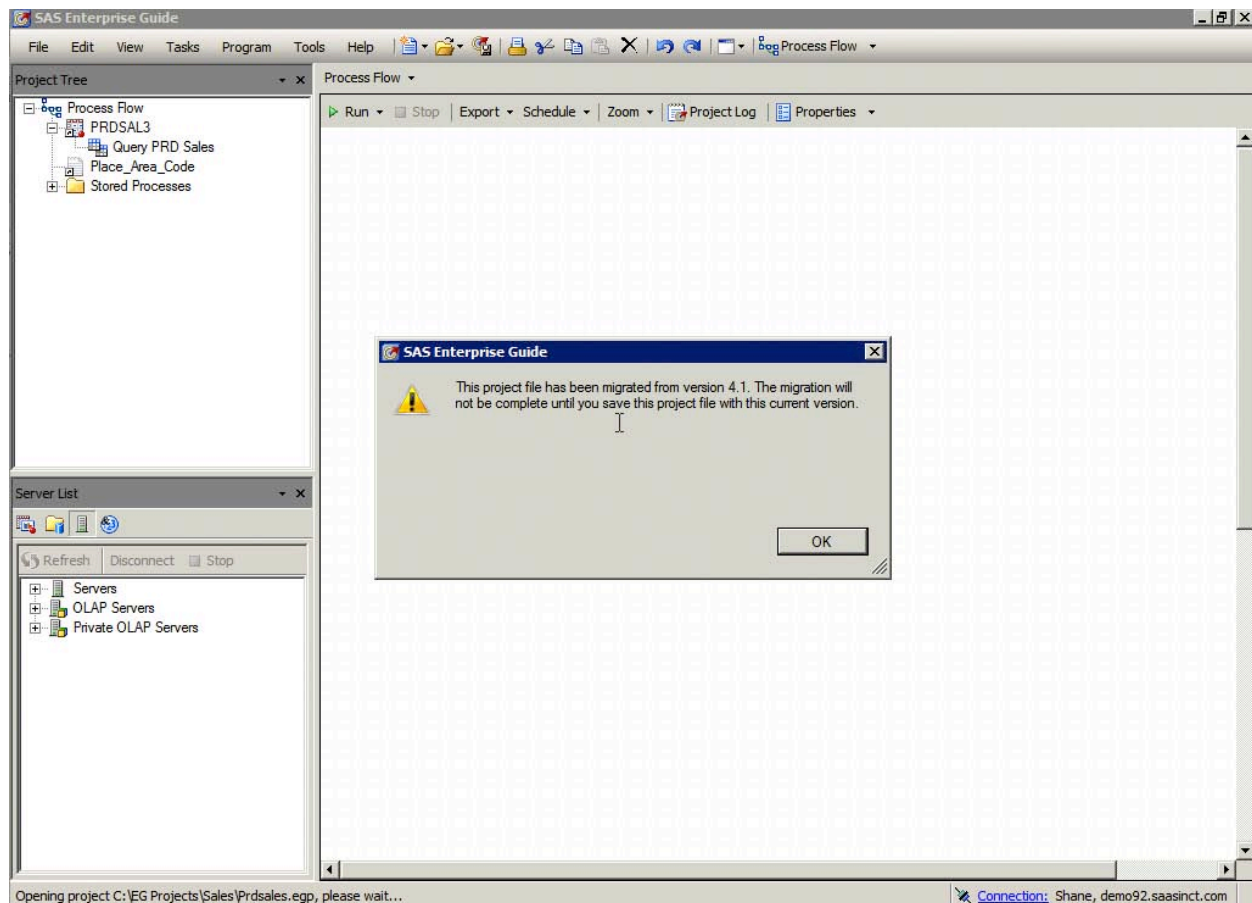 SAS Enterprise Guide
File Edit View Tasks Program Tools Help Process Flow
Project Tree
Process Flow
PRDSAL3
Query PRD Sales
Place_Area_Code
Stored Processes
Process Flow
Run Stop Export Schedule Zoom Project Log Properties
SAS Enterprise Guide
This project file has been migrated from version 4.1. The migration will
not be complete until you save this project file with this current version.
OK
Server List
Refresh Disconnect Stop
Servers
OLAP Servers
Private OLAP Servers
Opening project C:\EG Projects\Sales\Prdsales.egp, please wait...
Connection: Shane, demo92.saasinct.com